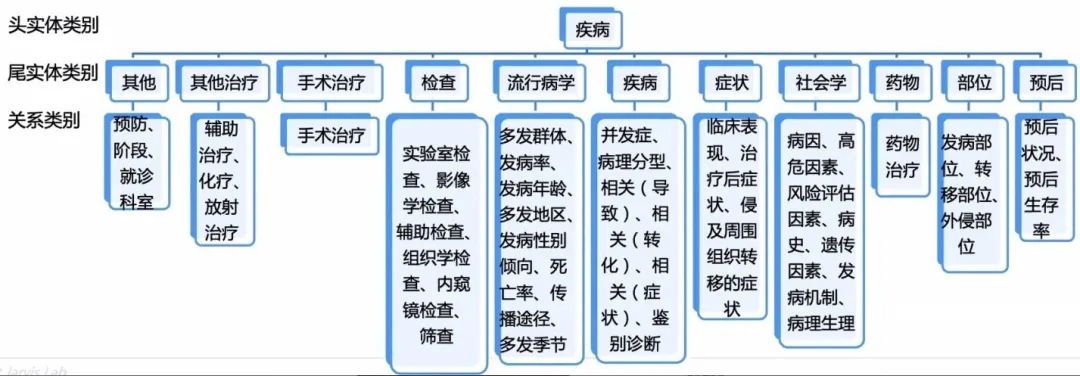 头实体类别
疾病
尾实体类别
其他
其他治疗
手术治疗
检查
流行病学
疾病
症状
社会学
药物
部位
预后
关系类别
预防、
阶段、
就诊
科室
辅助
治疗、
化疗、
放射
治疗
手术治疗
实验室检
查、影像
学检查、
辅助检查、
组织学检
查、内窥
镜检查、
筛查
多发群体、
发病率、
发病年龄、
多发地区、
发病性别
倾向、死
亡率、传
播途径、
多发季节
并发症、
病理分型、
相关（导
致）、相
关（转
化）、相
关（症
状）、鉴
别诊断
临床表
现、治
疗后症
状、侵
及周围
组织转
移的症
状
病因、高
危因素、
风险评估
因素、病
史、遗传
因素、发
病机制、
病理生理
药物
治疗
发病部
位、转
移部位、
外侵部
位
预后
状况、
预后
生存
率
Jarvis Lab